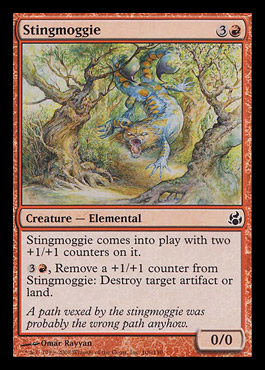 Stingmoggie 3
Creature — Elemental
Stingmoggie comes into play with two
+1/+1 counters on it.
3 , Remove a +1/+1 counter from
Stingmoggie: Destroy target artifact or
land.
A path vexed by the stingmoggie was
probably the wrong path anyhow.
Omar Rayyan
0/0